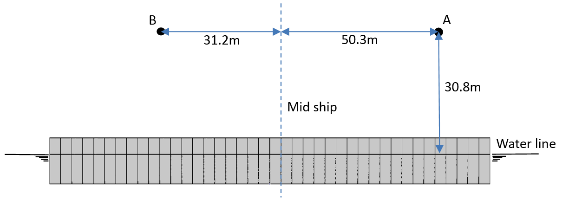 B
A
31.2m
50.3m
30.8m
Mid ship
Water line